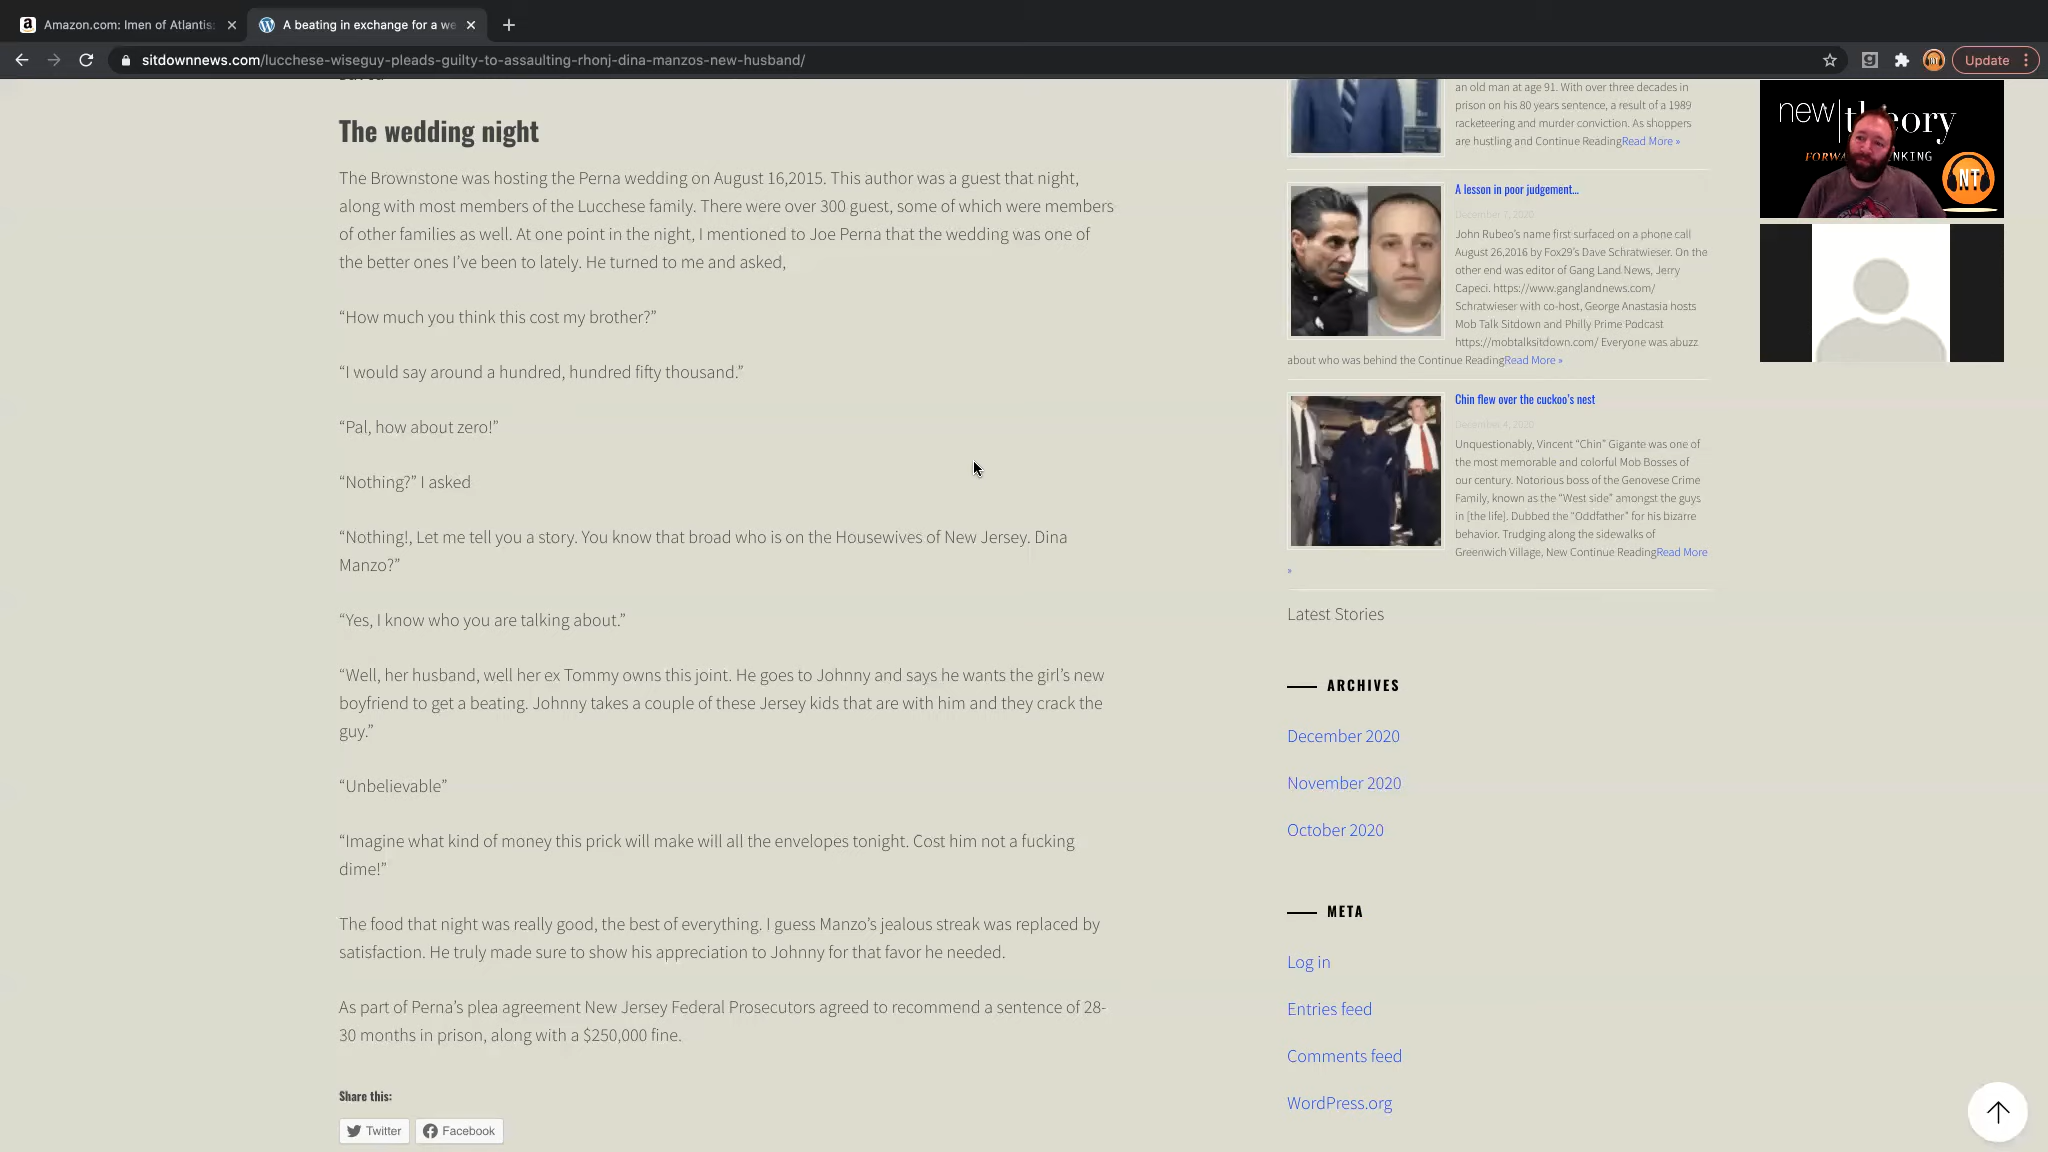 Amazon.com: Imen of Atlantis:
A beating in exchange for a we
sitdownnews.com/lucchese-wiseguy-pleads-guilty-to-assaulting-rhonj-dina-manzos-new-husband/
Update
The wedding night
The Brownstone was hosting the Perna wedding on August 16,2015. This author was a guest that night,
along with most members of the Lucchese family. There were over 300 guest, some of which were members
of other families as well. At one point in the night, I mentioned to Joe Perna that the wedding was one of
the better ones I’ve been to lately. He turned to me and asked,
“How much you think this cost my brother?”
“I would say around a hundred, hundred fifty thousand.”
“Pal, how about zero!”
“Nothing?” I asked
“Nothing!, Let me tell you a story. You know that broad who is on the Housewives of New Jersey. Dina
Manzo?”
“Yes, I know who you are talking about.”
“Well, her husband, well her ex Tommy owns this joint. He goes to Johnny and says he wants the girl’s new
boyfriend to get a beating. Johnny takes a couple of these Jersey kids that are with him and they crack the
guy.”
“Unbelievable”
“Imagine what kind of money this prick will make will all the envelopes tonight. Cost him not a fucking
dime!”
The food that night was really good, the best of everything. I guess Manzo’s jealous streak was replaced by
satisfaction. He truly made sure to show his appreciation to Johnny for that favor he needed.
As part of Perna’s plea agreement New Jersey Federal Prosecutors agreed to recommend a sentence of 28-
30 months in prison, along with a $250,000 fine.
Share this:
Twitter
Facebook
an old man at age 91. With over three decades in
prison on his 80 years sentence, a result of a 1989
racketeering and murder conviction. As shoppers
are hustling and Continue ReadingRead More »
A lesson in poor judgement...
December 7, 2020
John Rubeo’s name first surfaced on a phone call
August 26,2016 by Fox29’s Dave Schratwieser. On the
other end was editor of Gang Land News, Jerry
Capeci. https://www.ganglandnews.com/
Schratwieser with co-host, George Anastasia hosts
Mob Talk Sitdown and Philly Prime Podcast
https://mobtalksitdown.com/ Everyone was abuzz
about who was behind the Continue ReadingRead More »
Chin flew over the cuckoo’s nest
December 4, 2020
Unquestionably, Vincent “Chin” Gigante was one of
the most memorable and colorful Mob Bosses of
our century. Notorious boss of the Genovese Crime
Family, known as the “West side” amongst the guys
in [the life]. Dubbed the “Oddfather” for his bizarre
behavior. Trudging along the sidewalks of
Greenwich Village, New Continue ReadingRead More
»
Latest Stories
ARCHIVES
December 2020
November 2020
October 2020
META
Log in
Entries feed
Comments feed
WordPress.org
new
NT